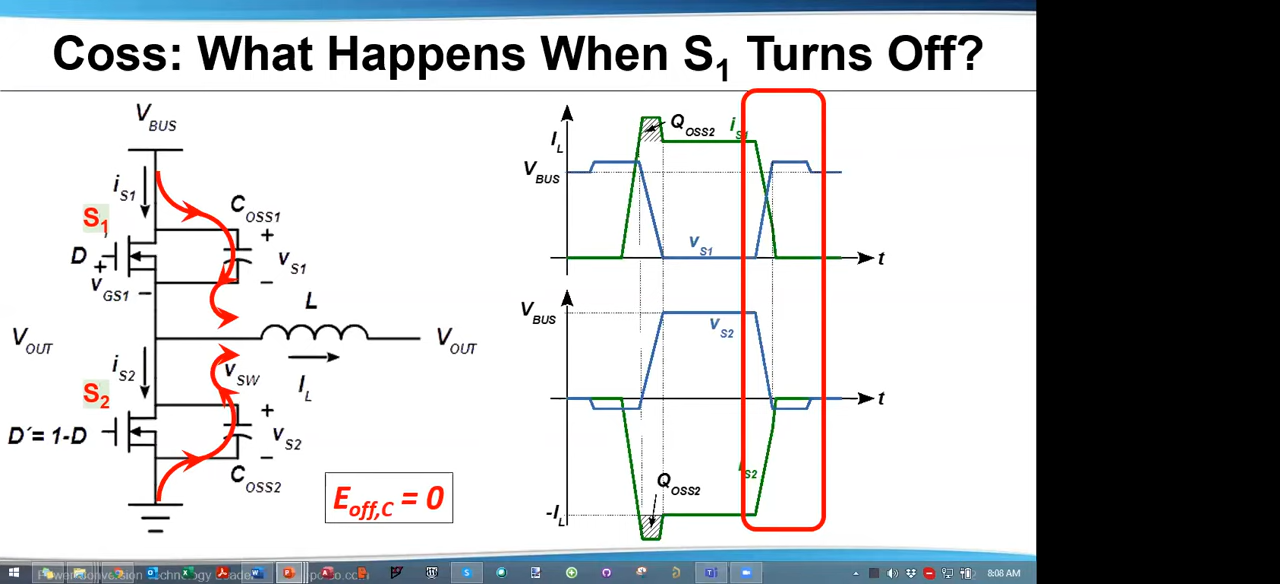 Coss: What Happens When S1 Turns Off?
VBUS
iS1
S1
COSS1
+
D
vS1
+
vGS1
−
−
L
VOUT
VOUT
iS2
vSW
IL
S2
+
D´= 1-D
vS2
−
COSS2
Eoff,C = 0
QOSS2
iS1
IL
VBUS
vS1
t
VBUS
vS2
t
iS2
QOSS2
-IL
8:08 AM